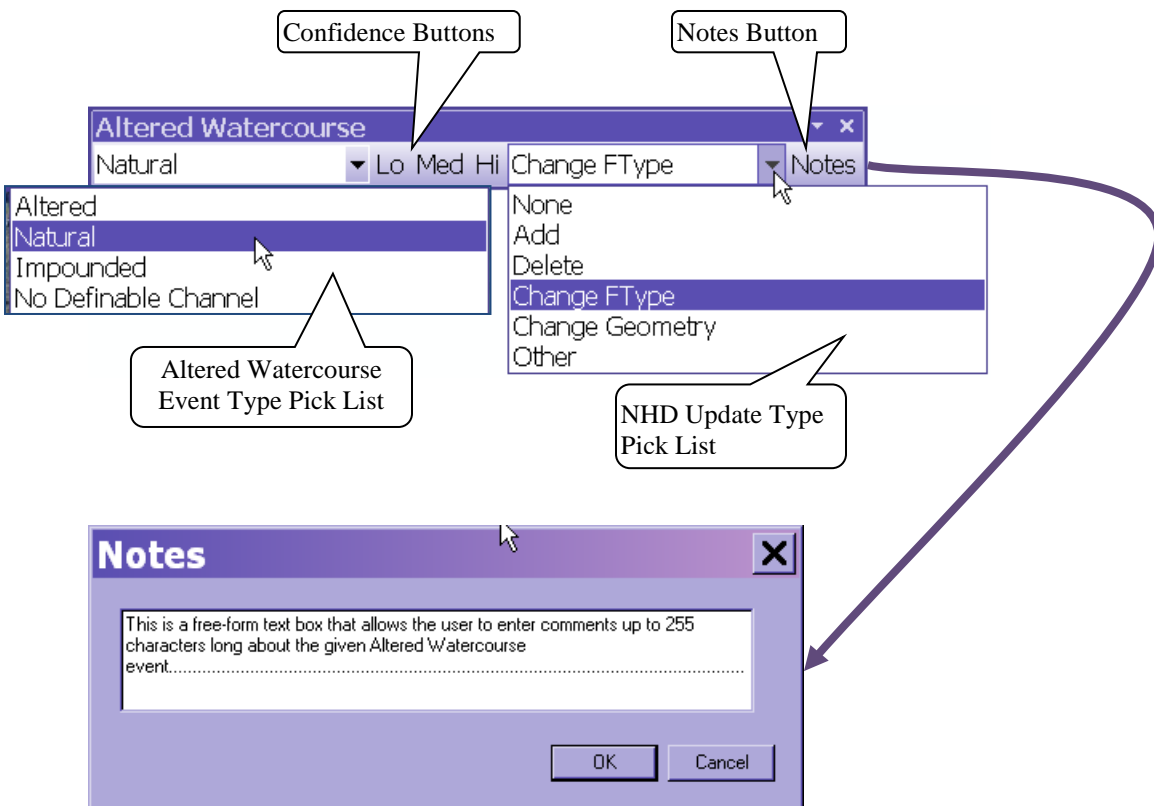 Confidence Buttons
Notes Button
Altered Watercourse
Natural
Lo Med Hi
Change FType
Notes
Altered
Natural
Impounded
No Definable Channel
None
Add
Delete
Change FType
Change Geometry
Other
Altered Watercourse
Event Type Pick List
NHD Update Type
Pick List
Notes
This is a free-form text box that allows the user to enter comments up to 255
characters long about the given Altered Watercourse
event................................................................................................................................................
OK
Cancel